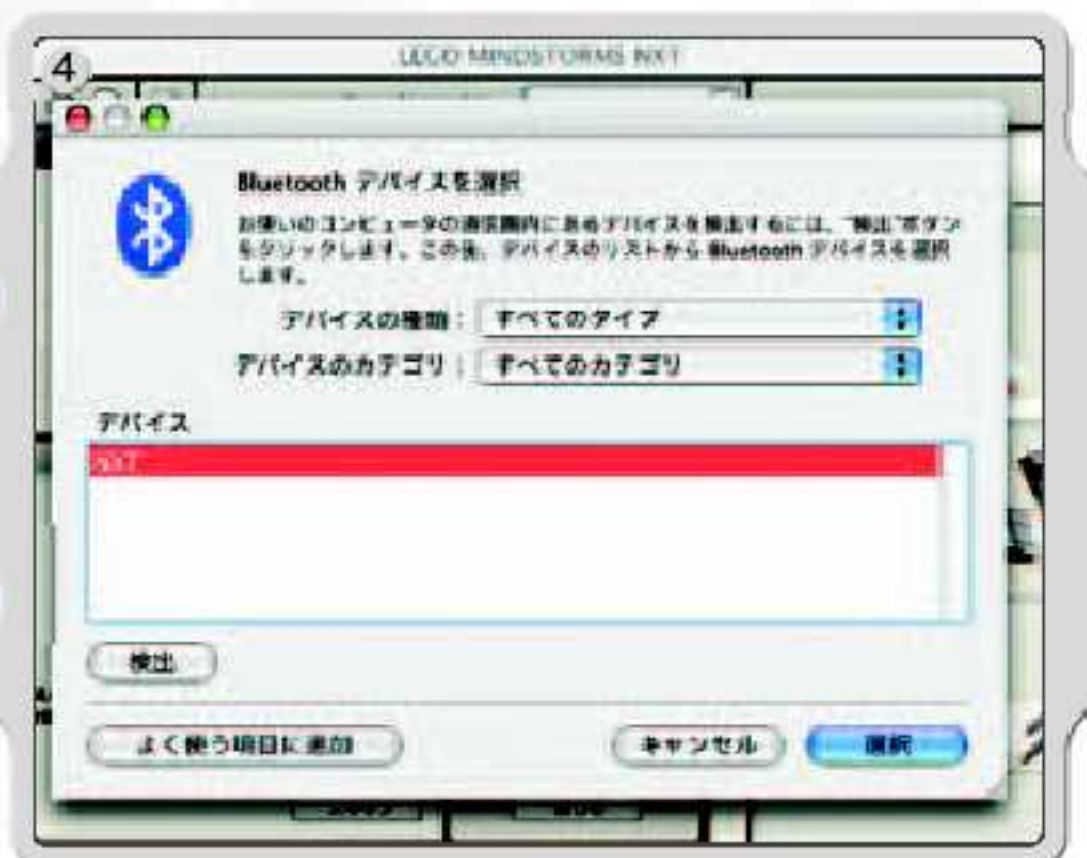 4
LEGO MINDSTORMS NXT
Bluetooth デバイスを選択
お使いのコンピュータの通信圏内にあるデバイスを検出するには、"検出"ボタン
をクリックします。この後、デバイスのリストから Bluetooth デバイスを選択
します。
デバイスの種類： すべてのタイプ
デバイスのカテゴリ： すべてのカテゴリ
デバイス
NXT
検出
よく使う項目に追加
キャンセル
選択